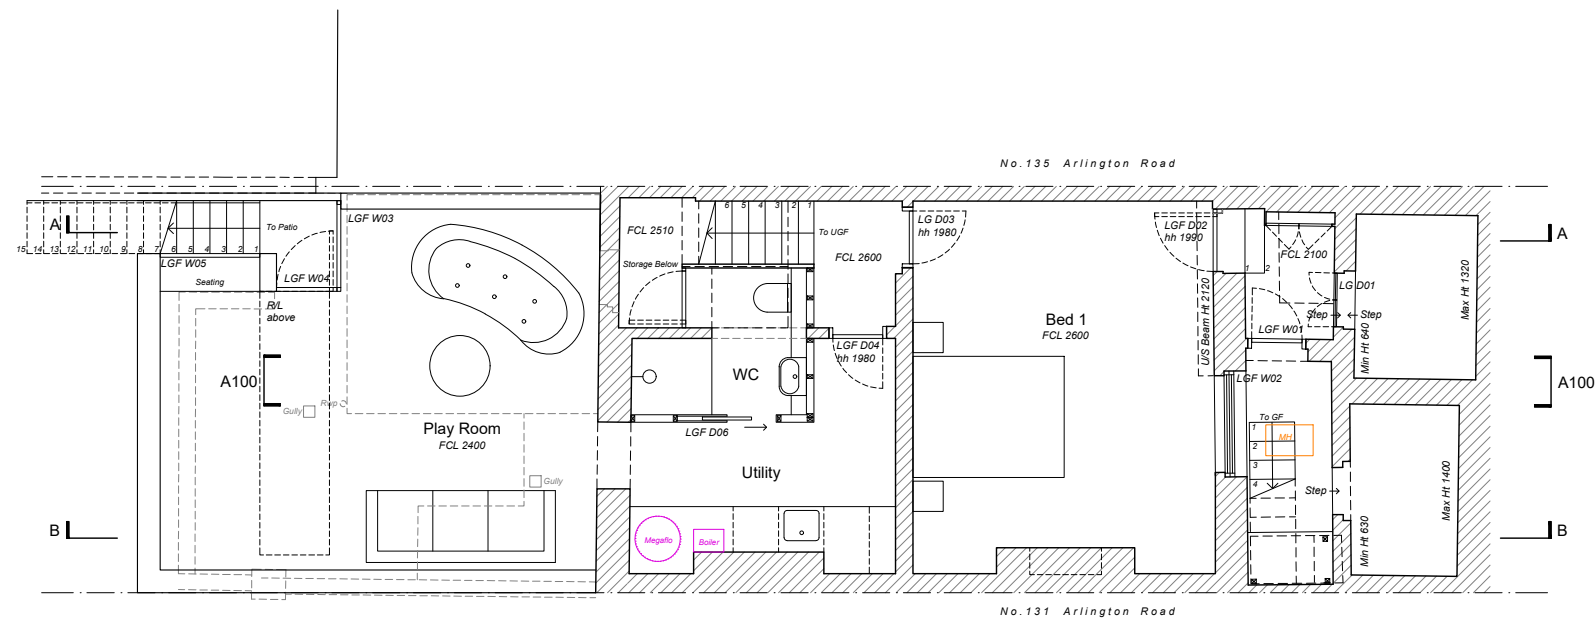 No.135 Arlington Road
A
15
14
13
12
11
10
9
8
7
6
5
4
3
2
1
To Patio
LGF W05
Seating
LGF W04
LGF W03
R/L
above
A100
Gully
Rwp
Play Room
FCL 2400
Gully
B
FCL 2510
Storage Below
6
5
4
3
2
1
To UGF
FCL 2600
LG D03
hh 1980
LGF D04
hh 1980
WC
LGF D06
Utility
Megaflo
Boiler
Bed 1
FCL 2600
LGF D02
hh 1990
U/S Beam Ht 2120
1
2
FCL 2100
LG D01
Step
Step
LGF W01
LGF W02
To GF
1
2
3
4
MH
Step
Min Ht 640
Max Ht 1320
Min Ht 630
Max Ht 1400
A
A100
B
No.131 Arlington Road